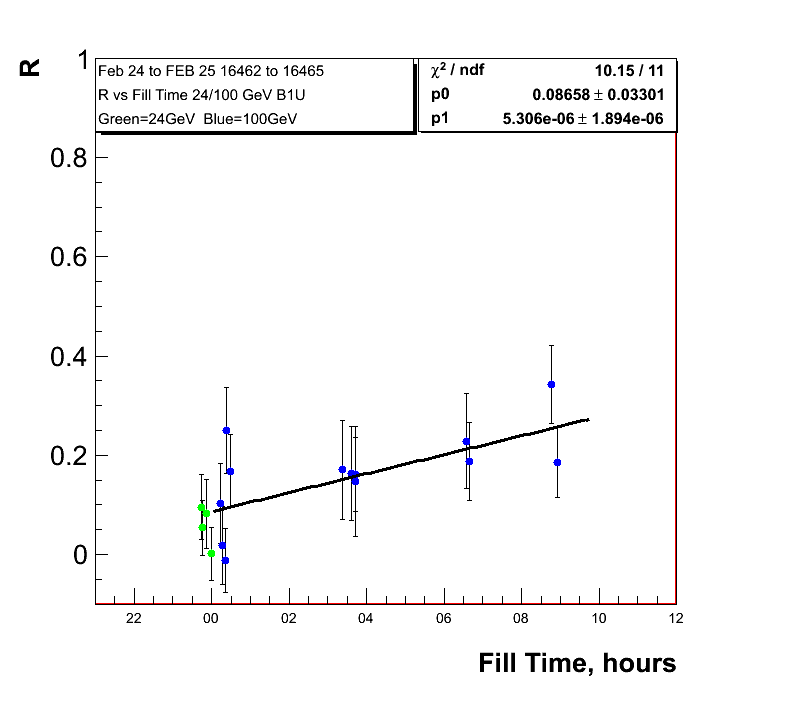 R
1
Feb 24 to FEB 25 16462 to 16465
R vs Fill Time 24/100 GeV B1U
Green=24GeV Blue=100GeV
χ² / ndf 10.15 / 11
p0 0.08658 ± 0.03301
p1 5.306e-06 ± 1.894e-06
0.8
0.6
0.4
0.2
0
22 00 02 04 06 08 10 12
Fill Time, hours